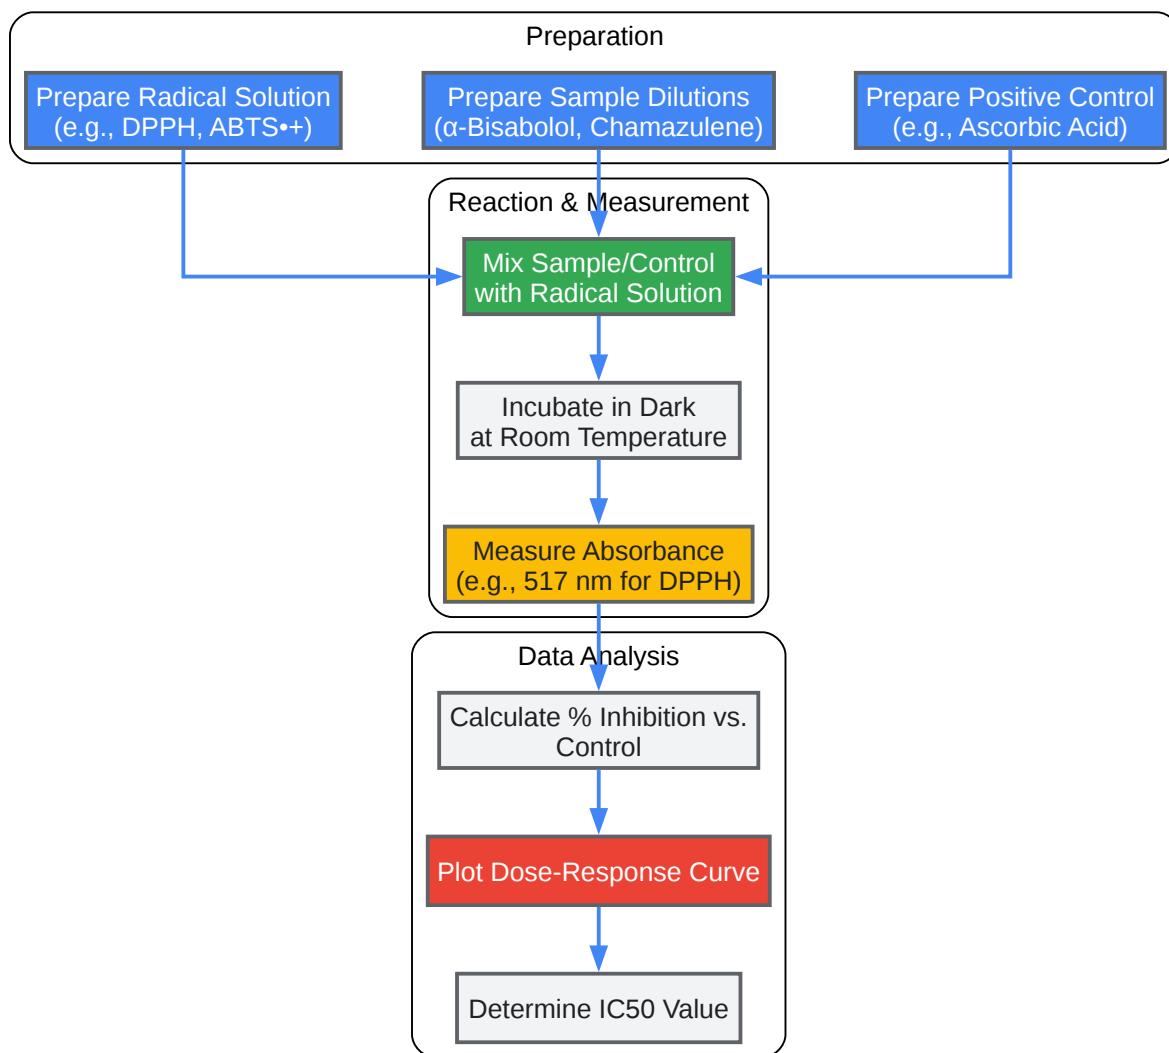 Preparation
Prepare Radical Solution
(e.g., DPPH, ABTS•+)
Prepare Sample Dilutions
(α-Bisabolol, Chamazulene)
Prepare Positive Control
(e.g., Ascorbic Acid)
Reaction & Measurement
Mix Sample/Control
with Radical Solution
Incubate in Dark
at Room Temperature
Measure Absorbance
(e.g., 517 nm for DPPH)
Data Analysis
Calculate % Inhibition vs.
Control
Plot Dose-Response Curve
Determine IC50 Value